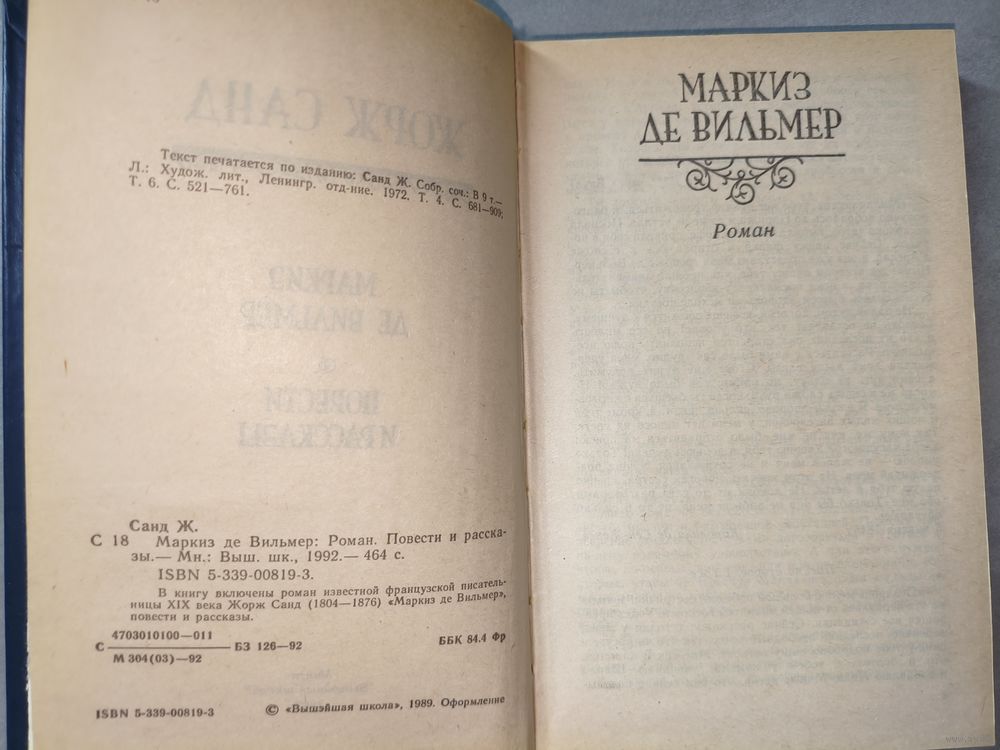 Текст печатается по изданию: Санд Ж. Собр. соч.: В 9 т.—
Л.: Худож. лит., Ленингр. отд-ние. 1972. Т. 4. С. 681—909;
Т. 6. С. 521—761.
Санд Ж.
С 18 Маркиз де Вильмер: Роман. Повести и расска-
зы.— Мн.: Выш. шк., 1992.— 464 с.
ISBN 5-339-00819-3.
В книгу включены роман известной французской писатель-
ницы XIX века Жорж Санд (1804—1876) «Маркиз де Вильмер»,
повести и рассказы.
С 4703010100—011 БЗ 126—92 ББК 84.4 Фр
М 304(03)—92
ISBN 5-339-00819-3 © «Вышэйшая школа», 1989. Оформление
МАРКИЗ
ДЕ ВИЛЬМЕР
Роман